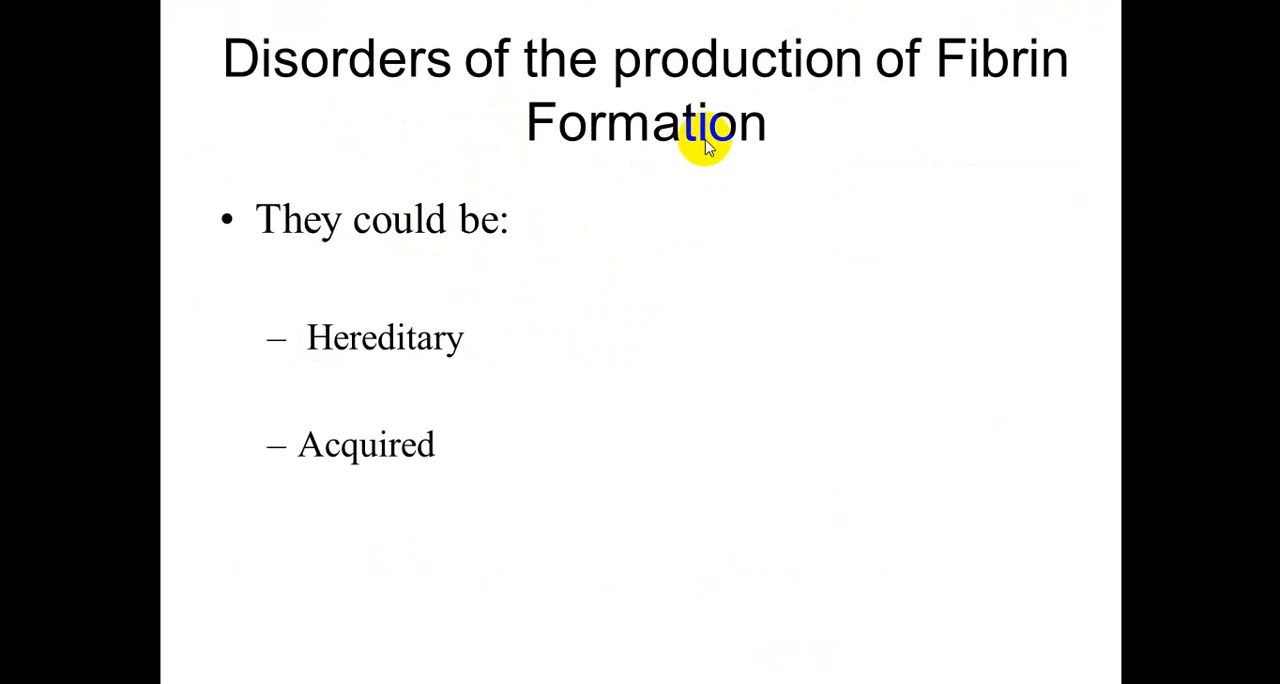 Disorders of the production of Fibrin
Formation
• They could be:
– Hereditary
– Acquired